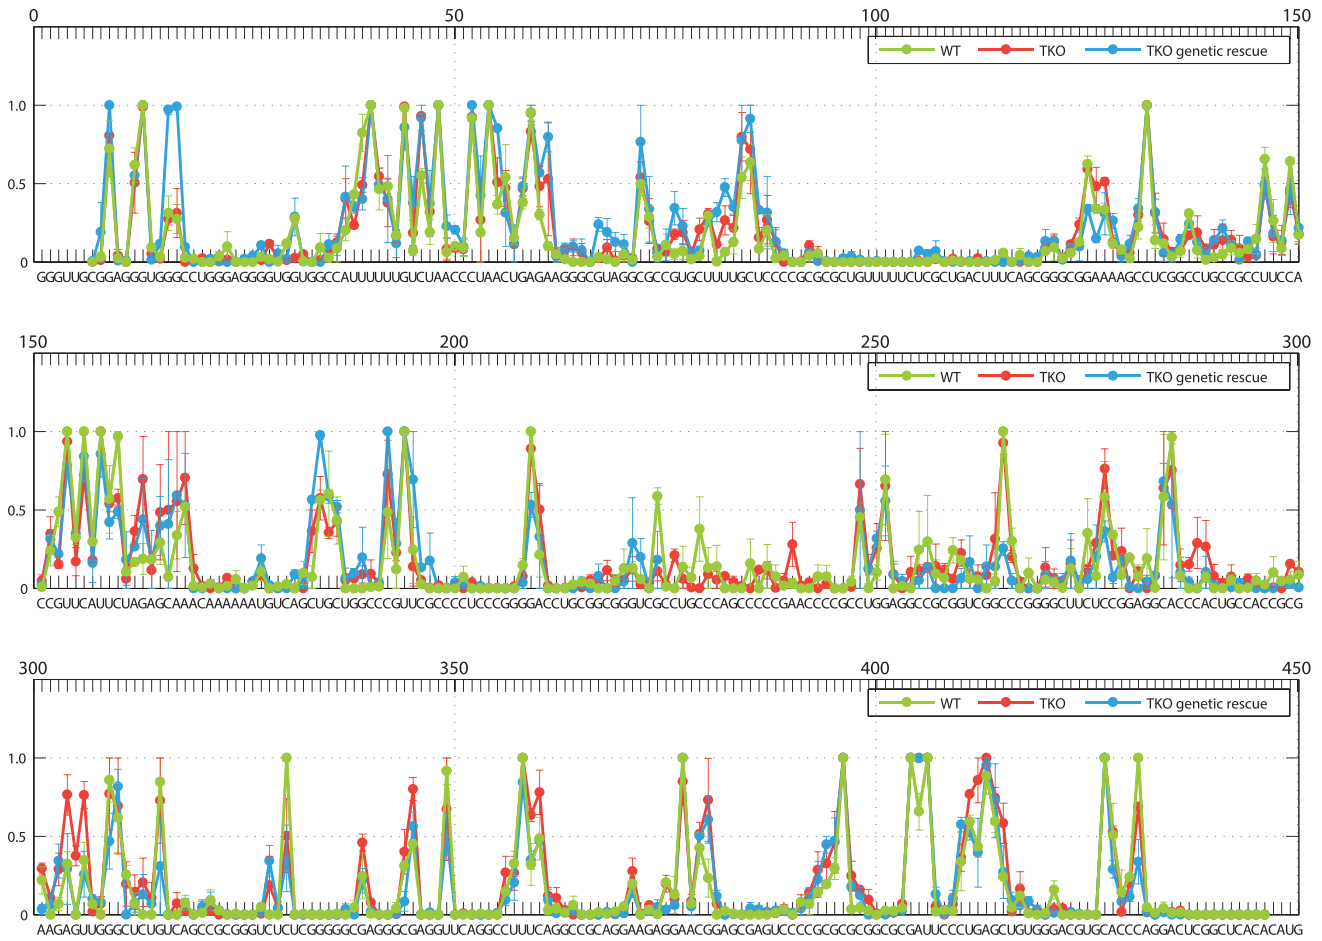 0 50 100 150
WT TKO TKO genetic rescue
1.0
0.5
0
GGGUUGCGGAGGGUGGGCCUGGGAGGGGUGGUGGCCAUUUUUUGUCUAACCCUAACUGAGAAGGGCGUAGGCGCCGUGCUUUUGCUCCCCGCGCGCUGUUUUUCUCGCUGACUUUCAGCGGGCGGAAAAGCCUCGGCCUGCCGCCUUCCA
150 200 250 300
WT TKO TKO genetic rescue
1.0
0.5
0
CCGUUCAUUCUAGAGCAAACAAAAAAUGUCAGCUGCUGGCCCGUUCGCCCCUCCCGGGGACCUGCGGCGGGUCGCCUGCCCAGCCCCCGAACCCCGCCUGGAGGCCGCGGUCGGCCCGGGGCUUCUCCGGAGGCACCCACUGCCACCGCG
300 350 400 450
WT TKO TKO genetic rescue
1.0
0.5
0
AAGAGUUGGGCUCUGUCAGCCGCGGGUCUCUCGGGGGCGAGGGCGAGGUUCAGGCCUUUCAGGCCGCAGGAAGAGGAACGGAGCGAGUCCCCGCGCGCGGCGCGAUUCCCUGAGCUGUGGGACGUGCACCCAGGACUCGGCUCACACAUG